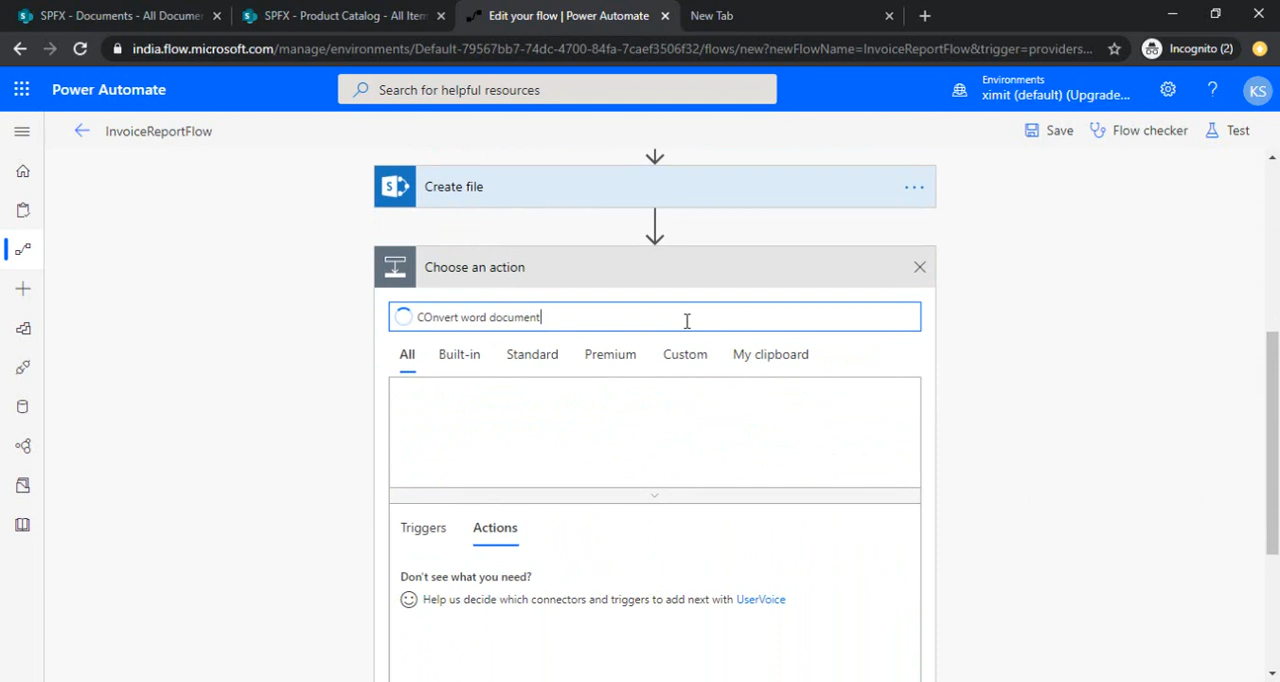 SPFX - Documents - All Docume
SPFX - Product Catalog - All Iten
Edit your flow | Power Automate
New Tab
india.flow.microsoft.com/manage/environments/Default-79567bb7-74dc-4700-84fa-7caef3506f32/flows/new?newFlowName=InvoiceReportFlow&trigger=providers...
Incognito (2)
Power Automate
Search for helpful resources
Environments
ximit (default) (Upgrade...
KS
InvoiceReportFlow
Save
Flow checker
Test
Create file
Choose an action
COnvert word document
All
Built-in
Standard
Premium
Custom
My clipboard
Triggers
Actions
Don't see what you need?
Help us decide which connectors and triggers to add next with UserVoice